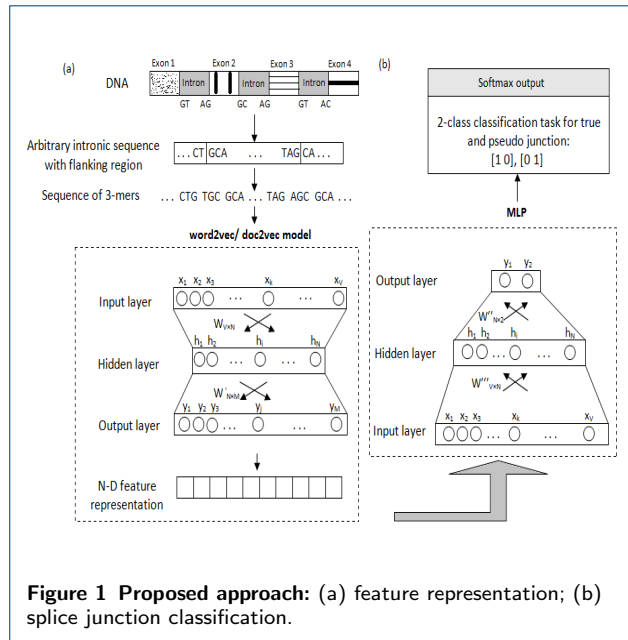 (a)
Exon 1 Exon 2 Exon 3 Exon 4
DNA
Intron Intron Intron
GT AG GC AG GT AC
Arbitrary intronic sequence
with flanking region
... CT GCA ... TAG CA ...
Sequence of 3-mers
... CTG TGC GCA ... TAG AGC GCA ...
word2vec/ doc2vec model
x1 x2 x3 xk xV
Input layer
... ...
WV×N
h1 h2 hi hN
Hidden layer
... ...
W'N×M
y1 y2 y3 yj yM
Output layer
... ...
N-D feature
representation
(b)
Softmax output
2-class classification task for true
and pseudo junction:
[1 0], [0 1]
MLP
y1 y2
Output layer
W''N×2
h1 h2 hi hN
Hidden layer
... ...
W'''V×N
x1 x2 x3 xk xV
Input layer
... ...
Figure 1 Proposed approach: (a) feature representation; (b)
splice junction classification.